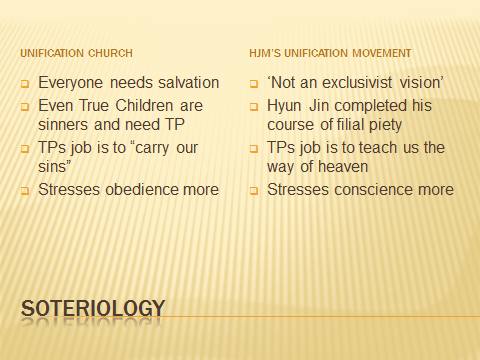 UNIFICATION CHURCH
Everyone needs salvation
Even True Children are
sinners and need TP
TPs job is to “carry our
sins”
Stresses obedience more
HJM’S UNIFICATION MOVEMENT
‘Not an exclusivist vision’
Hyun Jin completed his
course of filial piety
TPs job is to teach us the
way of heaven
Stresses conscience more
SOTERIOLOGY